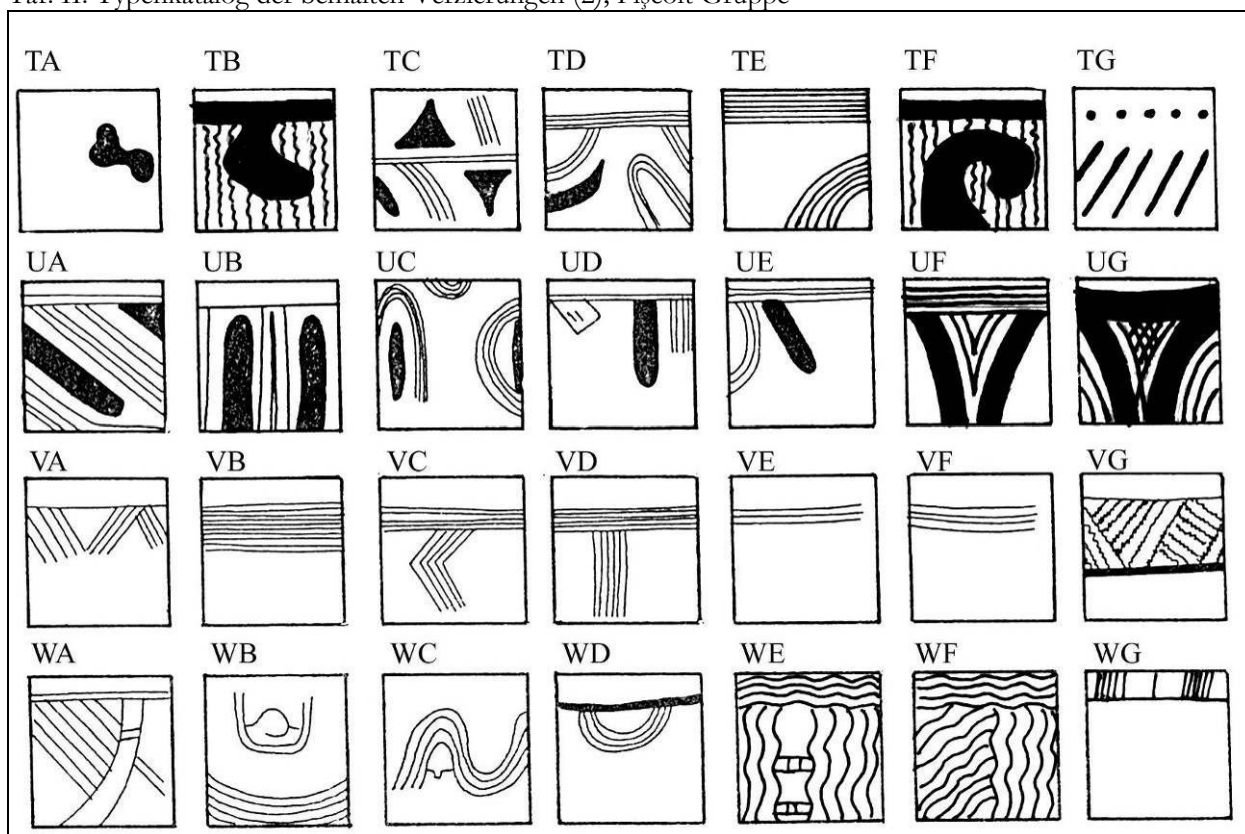 Taf. II. Typenkatalog der bemalten Verzierungen (2), Pişcolt-Gruppe
TA TB TC TD TE TF TG
UA UB UC UD UE UF UG
VA VB VC VD VE VF VG
WA WB WC WD WE WF WG